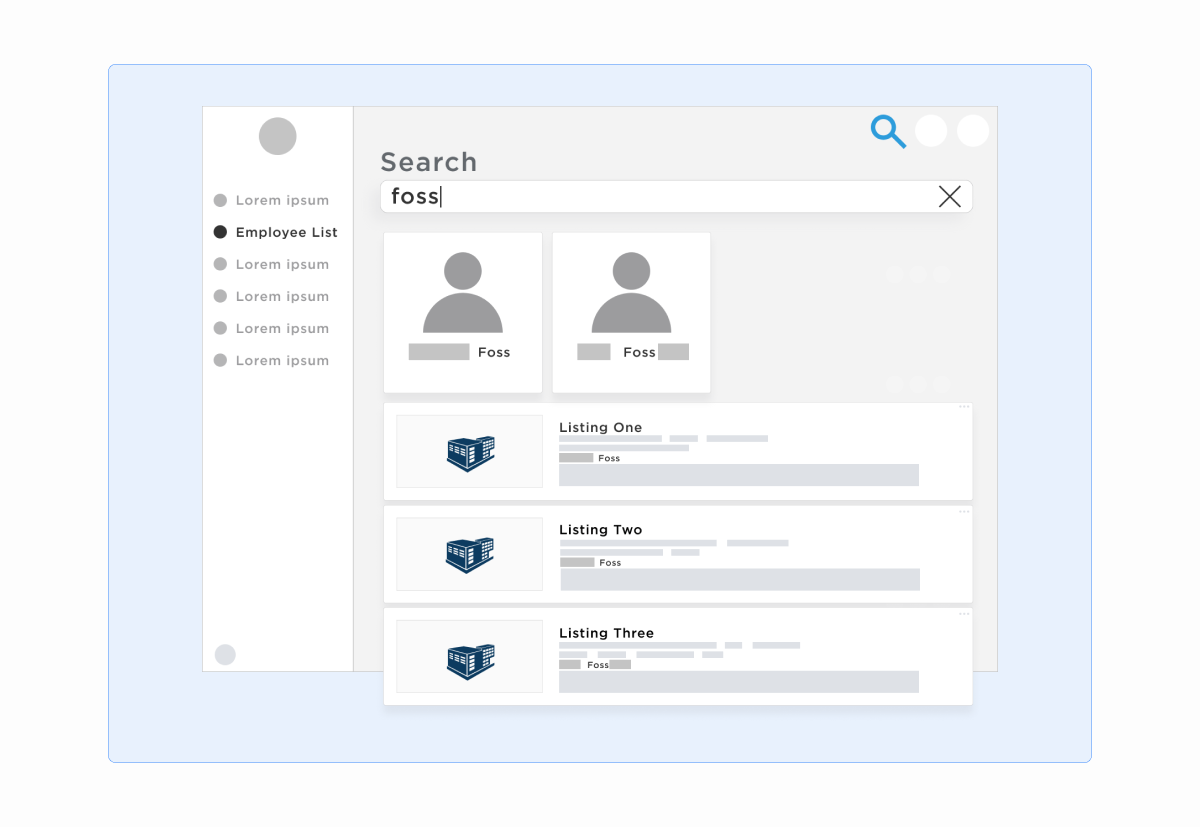 Search
foss
Lorem ipsum
Employee List
Lorem ipsum
Lorem ipsum
Lorem ipsum
Lorem ipsum
Foss
Foss
Listing One
Foss
Listing Two
Foss
Listing Three
Foss